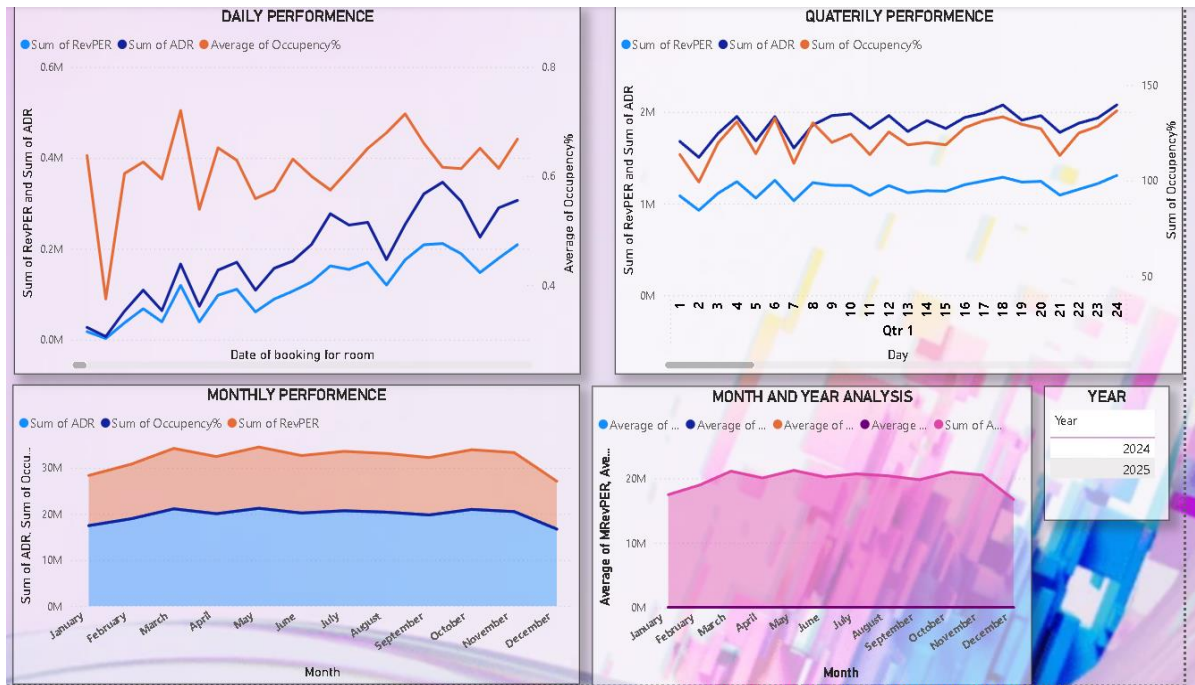 DAILY PERFORMENCE
Sum of RevPER Sum of ADR Average of Occupency%
Sum of RevPER and Sum of ADR
0.6M
0.4M
0.2M
0.0M
0.8
0.6
0.4
Average of Occupency%
Date of booking for room
QUATERILY PERFORMENCE
Sum of RevPER Sum of ADR Sum of Occupency%
Sum of RevPER and Sum of ADR
2M
1M
0M
150
100
50
Sum of Occupency%
1 2 3 4 5 6 7 8 9 10 11 12 13 14 15 16 17 18 19 20 21 22 23 24
Qtr 1
Day
MONTHLY PERFORMENCE
Sum of ADR Sum of Occupency% Sum of RevPER
Sum of ADR, Sum of Occu...
30M
20M
10M
0M
January February March April May June July August September October November December
Month
MONTH AND YEAR ANALYSIS
Average of ... Average of ... Average of ... Average ... Sum of A...
Average of MRevPER, Ave...
20M
10M
0M
January February March April May June July August September October November December
Month
YEAR
Year
2024
2025